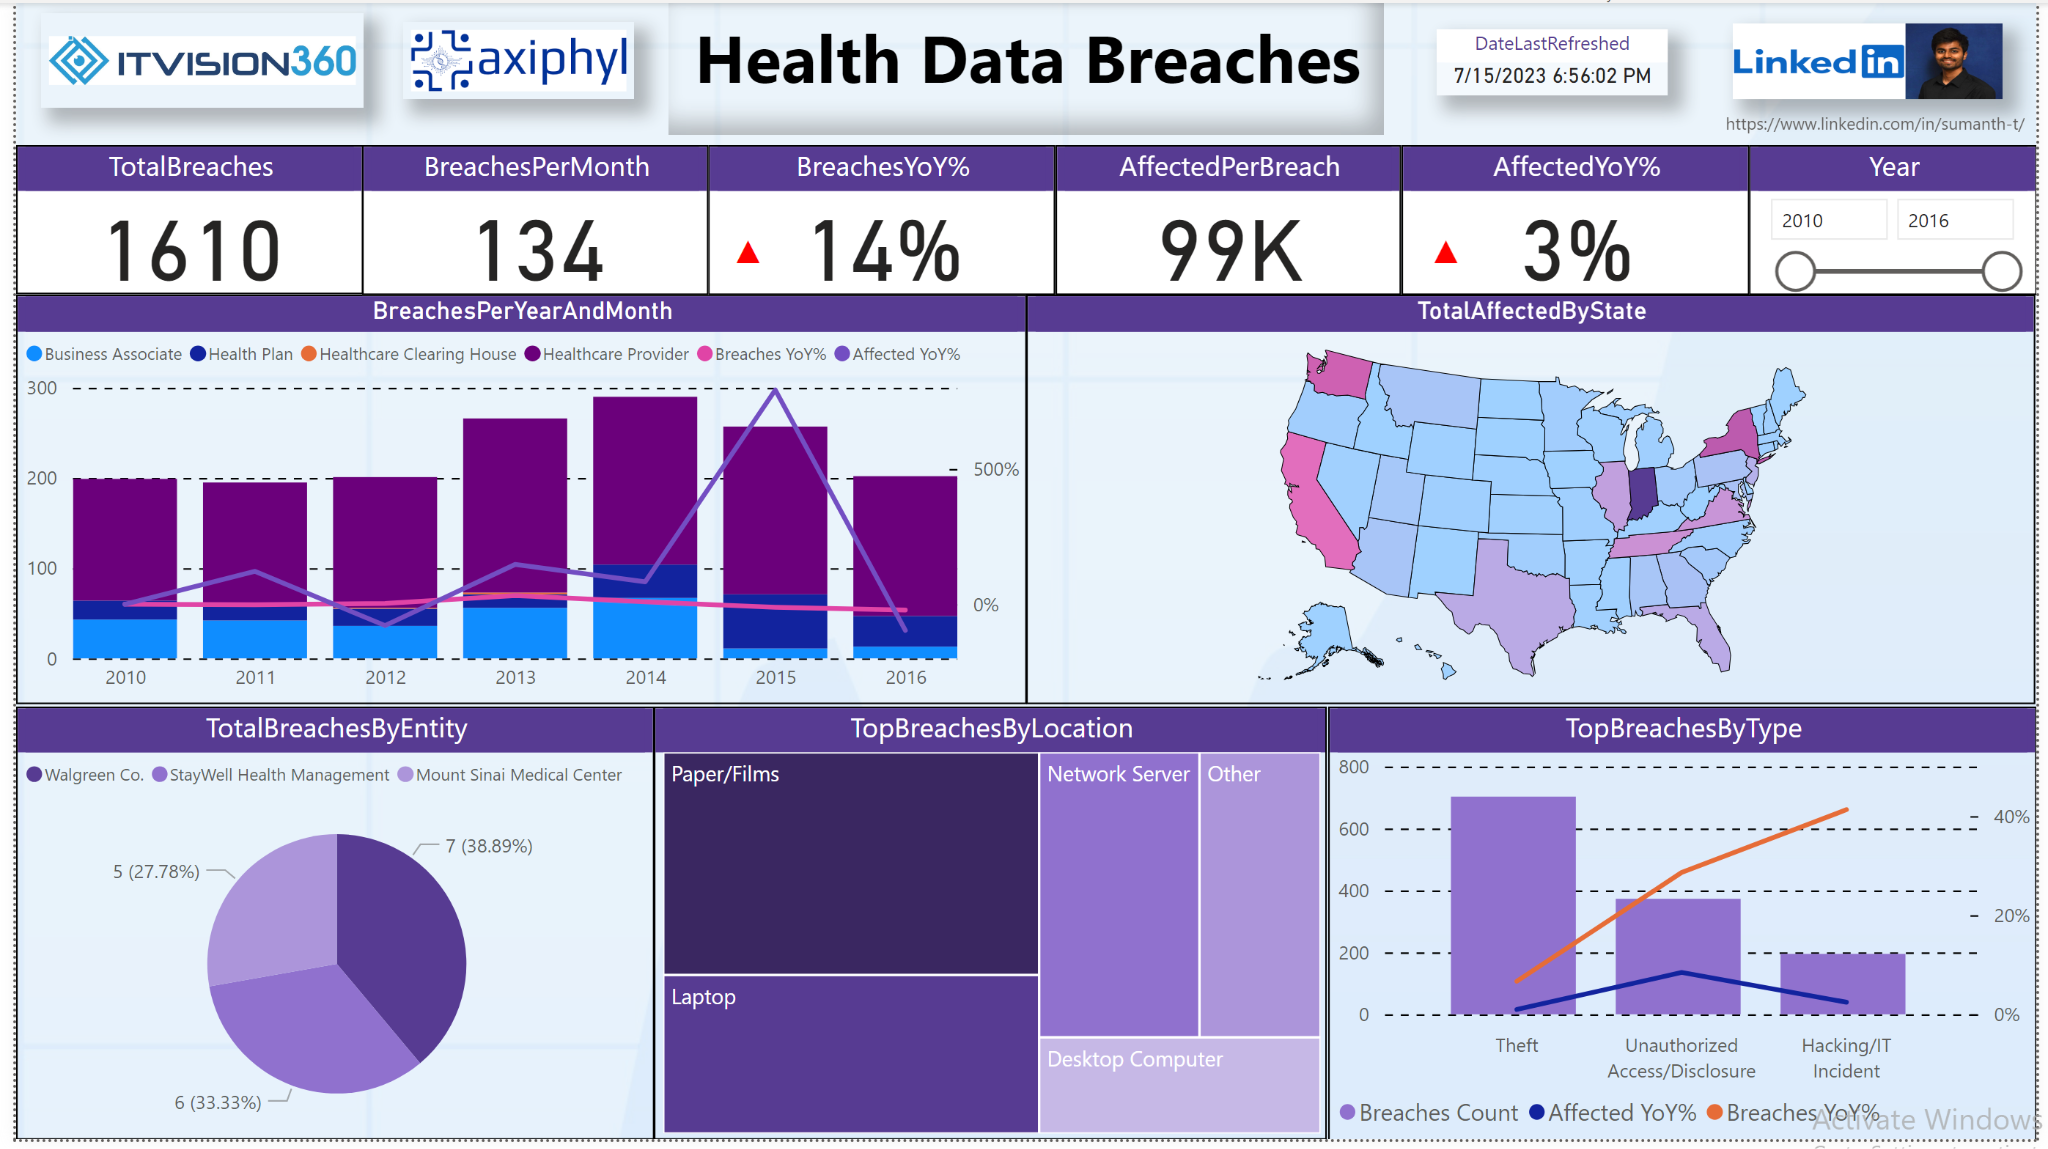 ITVISION360
axiphyl
Health Data Breaches
DateLastRefreshed
7/15/2023 6:56:02 PM
Linked in
https://www.linkedin.com/in/sumanth-t/
TotalBreaches
1610
BreachesPerMonth
134
BreachesYoY%
14%
AffectedPerBreach
99K
AffectedYoY%
3%
Year
2010
2016
BreachesPerYearAndMonth
Business Associate Health Plan Healthcare Clearing House Healthcare Provider Breaches YoY% Affected YoY%
300
200
100
0
500%
0%
2010 2011 2012 2013 2014 2015 2016
TotalAffectedByState
TotalBreachesByEntity
Walgreen Co. StayWell Health Management Mount Sinai Medical Center
7 (38.89%)
5 (27.78%)
6 (33.33%)
TopBreachesByLocation
Paper/Films
Laptop
Network Server
Other
Desktop Computer
TopBreachesByType
800
600
400
200
0
40%
20%
0%
Theft
Unauthorized
Access/Disclosure
Hacking/IT
Incident
Breaches Count Affected YoY% Breaches YoY%
Activate Windows